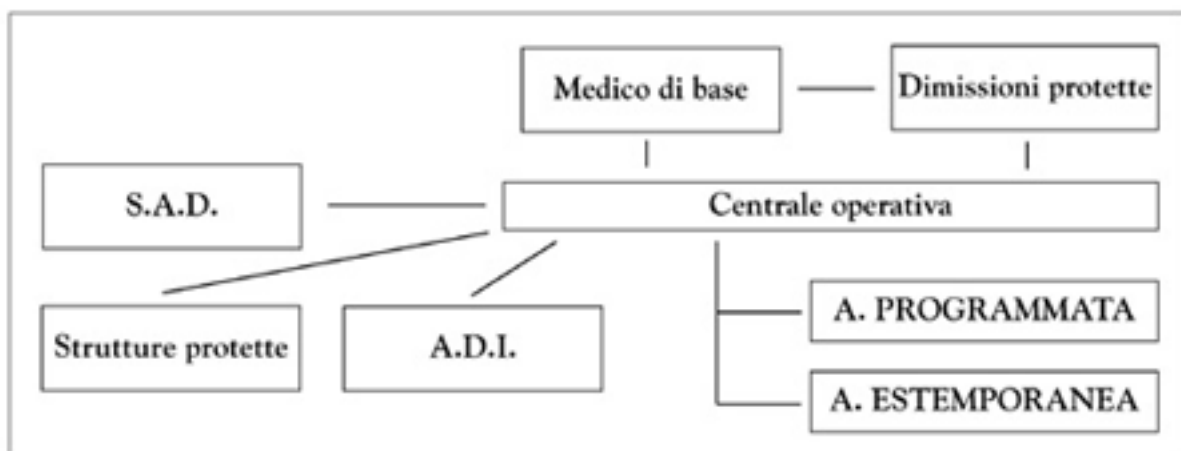 Medico di base
Dimissioni protette
S.A.D.
Centrale operativa
Strutture protette
A.D.I.
A. PROGRAMMATA
A. ESTEMPORANEA